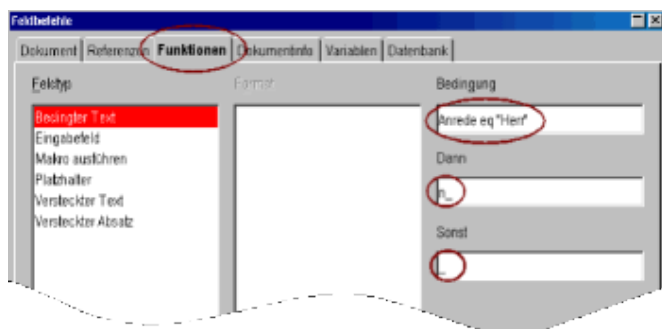 Feldbefehle
Dokument Referenzen Funktionen Dokumentinfo Variablen Datenbank
Feldtyp Format Bedingung
Bedingter Text
Anrede eq "Herr"
Eingabefeld
Makro ausführen
Dann
Platzhalter
n_
Versteckter Text
Versteckter Absatz
Sonst
_